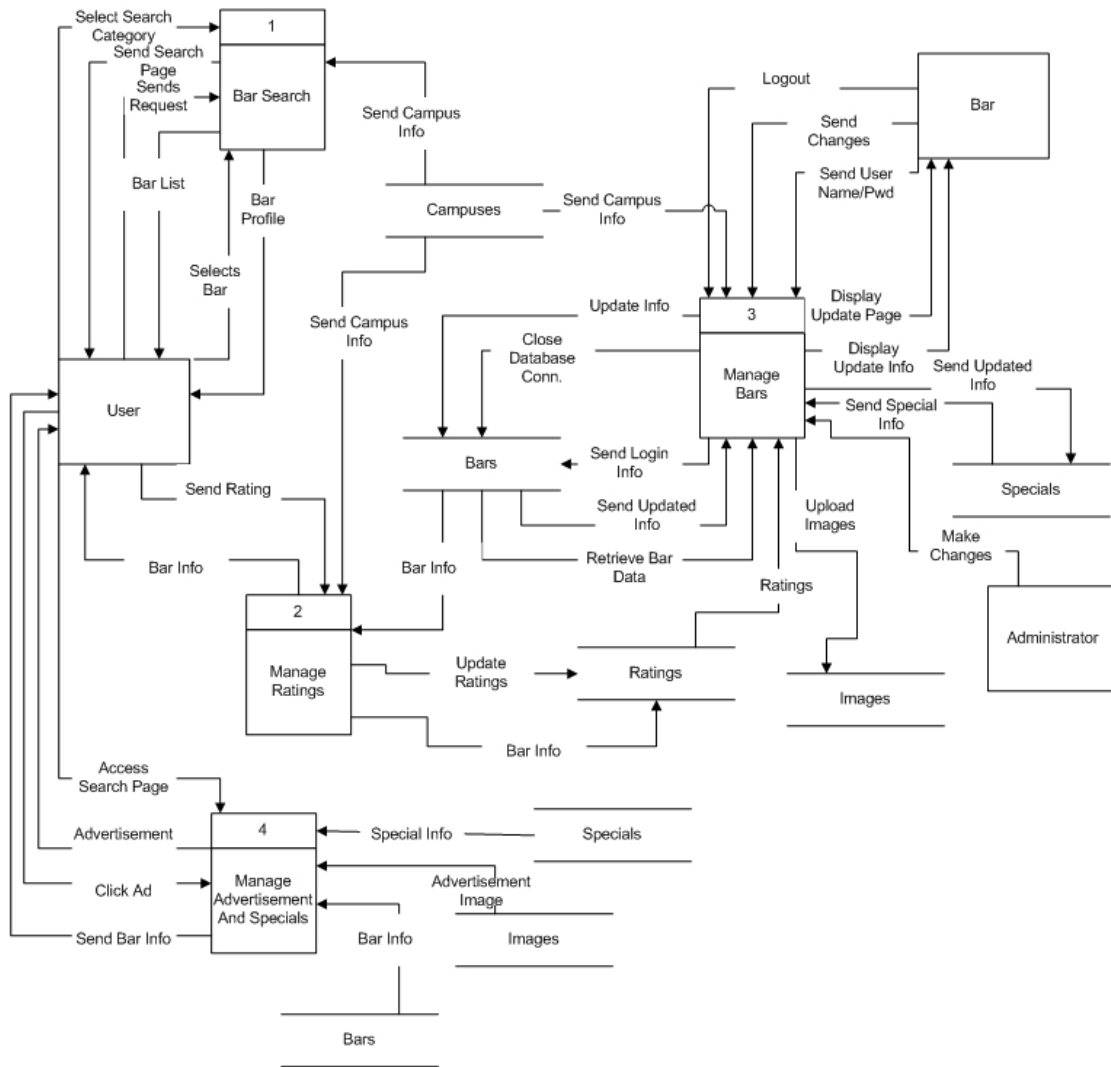 Select Search
Category
1
Send Search
Page
Sends
Request
Bar Search
Logout
Bar
Send
Changes
Send Campus
Info
Send User
Name/Pwd
Bar List
Bar
Profile
Campuses
Send Campus
Info
Selects
Bar
Send Campus
Info
Update Info
3
Display
Update Page
Close
Database
Conn.
Manage
Bars
Display
Update Info
Send Updated
Info
Send Special
Info
User
Bars
Send Login
Info
Specials
Send Rating
Send Updated
Info
Upload
Images
Make
Changes
Bar Info
Bar Info
Retrieve Bar
Data
Ratings
2
Manage
Ratings
Update
Ratings
Ratings
Administrator
Images
Bar Info
Access
Search Page
Advertisement
4
Special Info
Specials
Click Ad
Manage
Advertisement
And Specials
Advertisement
Image
Send Bar Info
Bar Info
Images
Bars